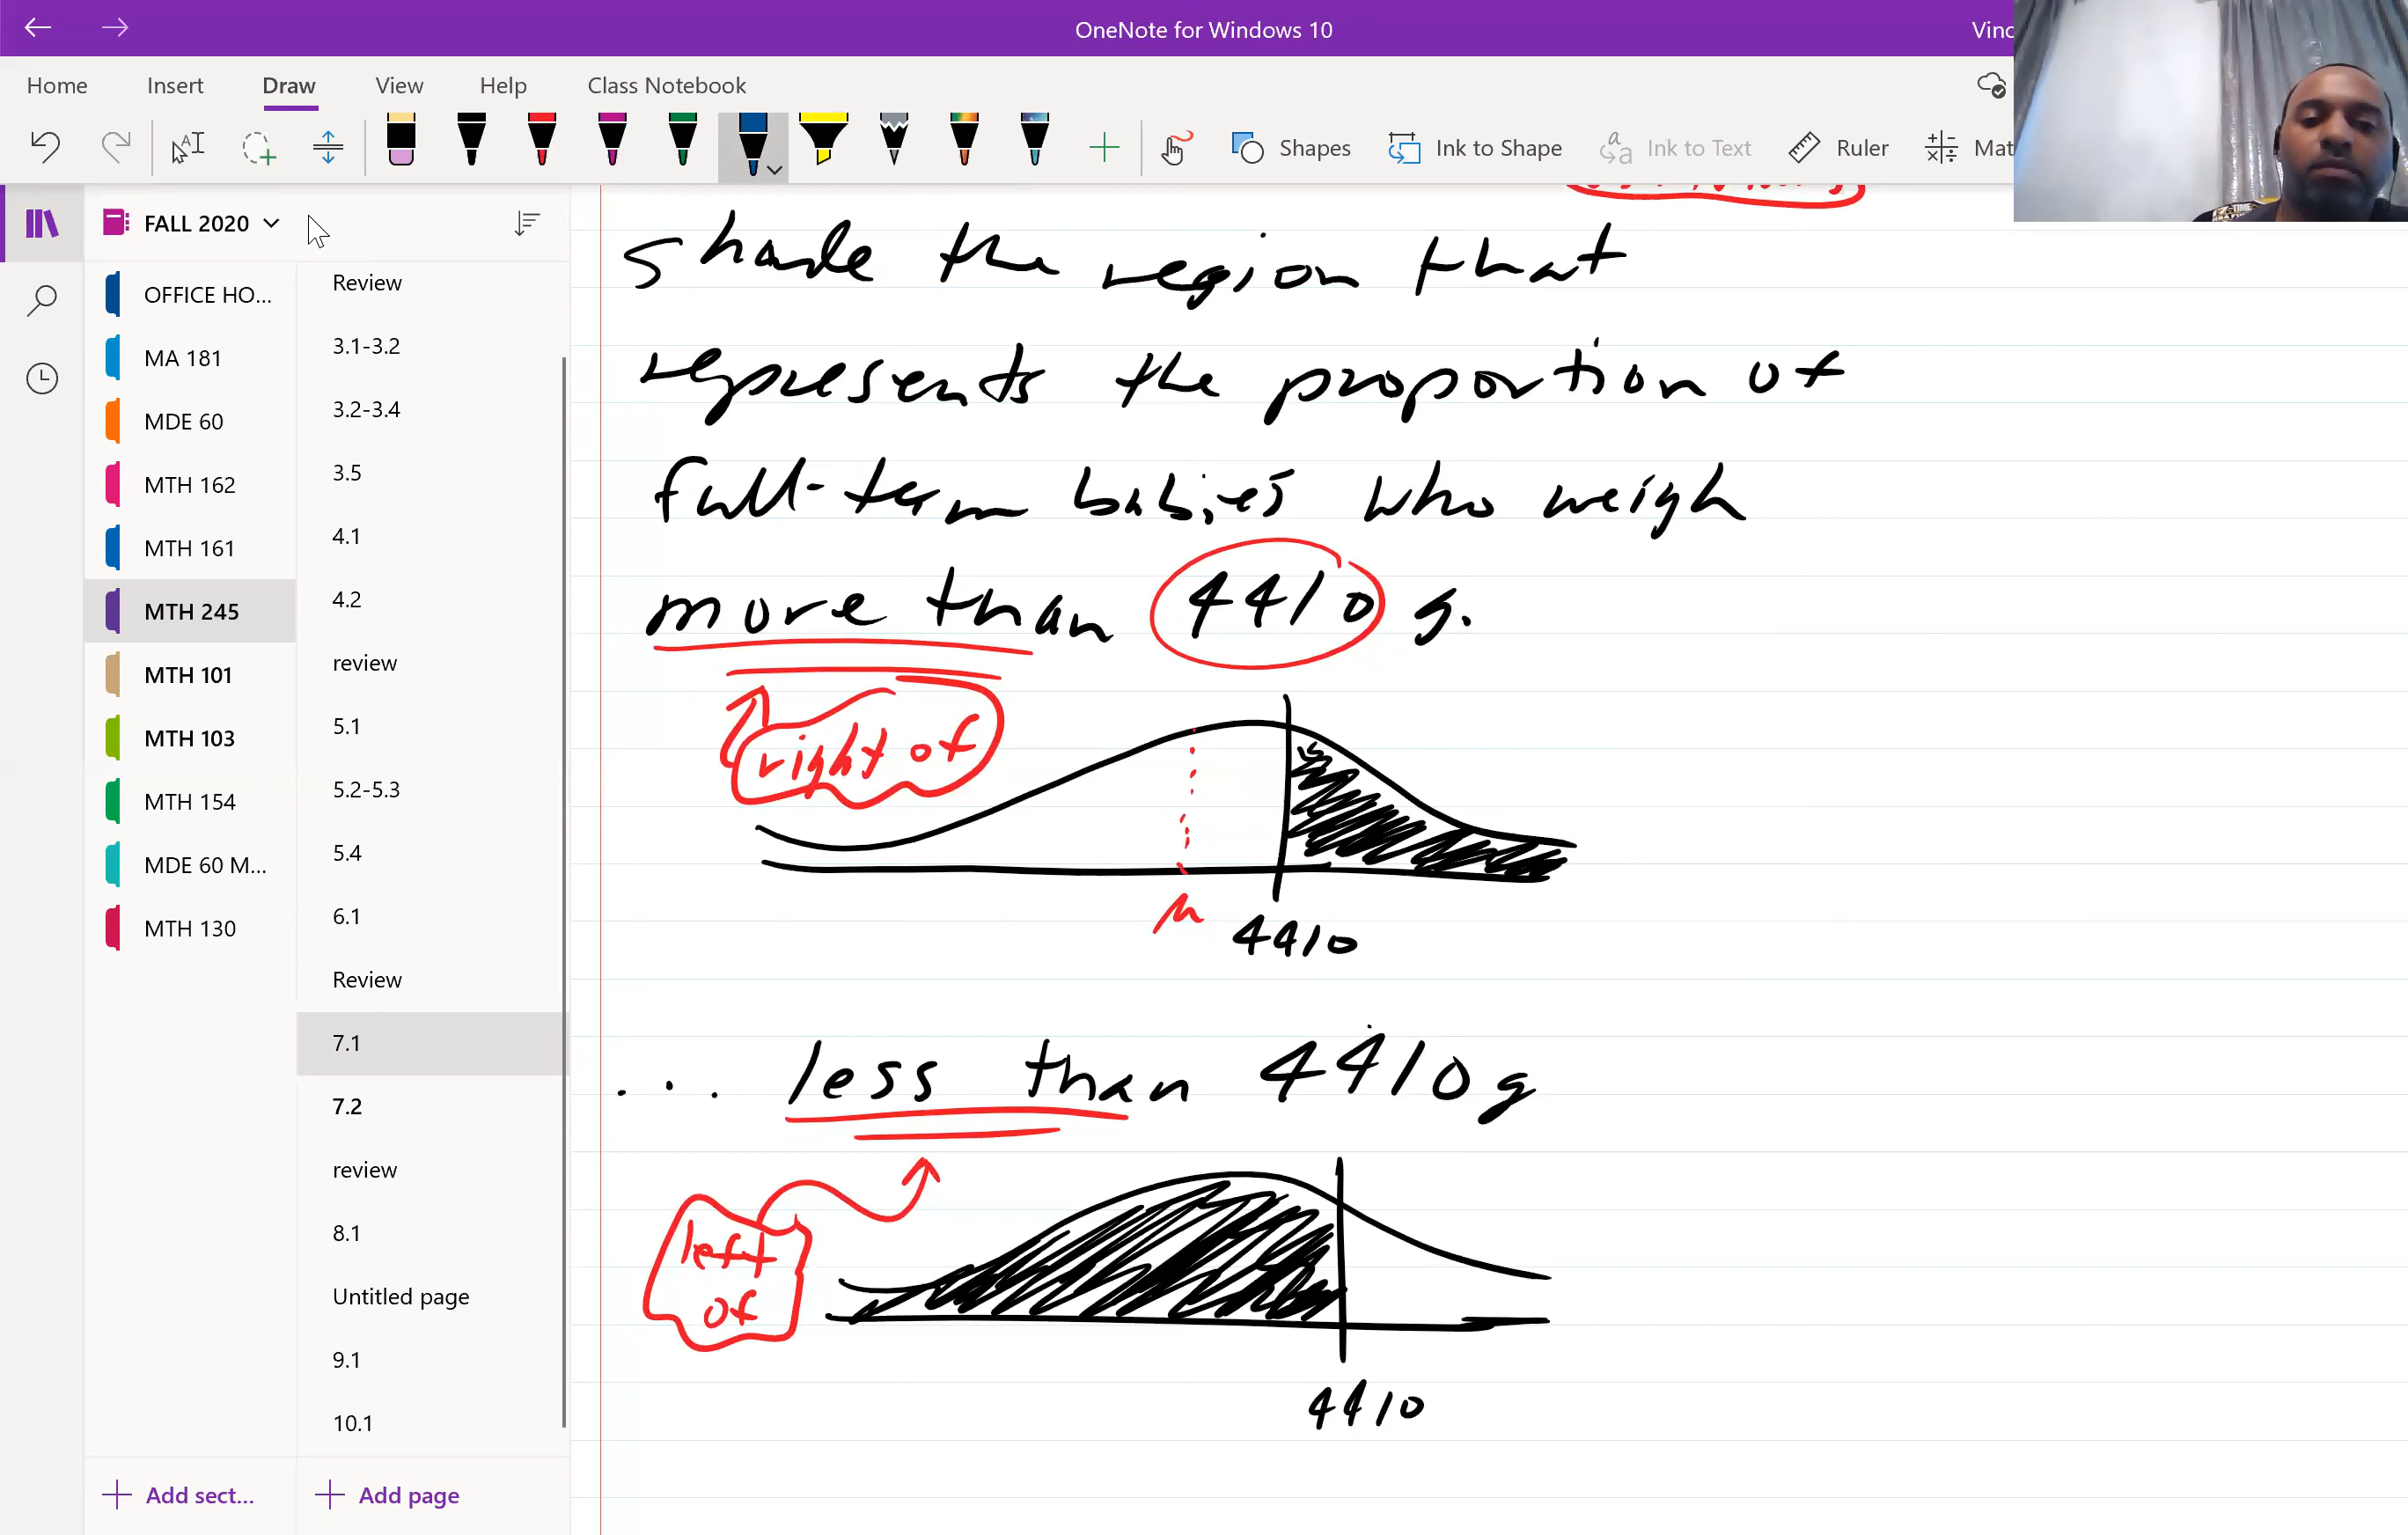 OneNote for Windows 10
Vinc
Home Insert Draw View Help Class Notebook
Shapes Ink to Shape Ink to Text Ruler Mat
FALL 2020
OFFICE HO...
MA 181
MDE 60
MTH 162
MTH 161
MTH 245
MTH 101
MTH 103
MTH 154
MDE 60 M...
MTH 130
Add sect...
Review
3.1-3.2
3.2-3.4
3.5
4.1
4.2
review
5.1
5.2-5.3
5.4
6.1
Review
7.1
7.2
review
8.1
Untitled page
9.1
10.1
Add page
shade the region that
represents the proportion of
full-term babies who weigh
more than 4410 g.
right of
μ
4410
... less than 4410g
left
of
4410